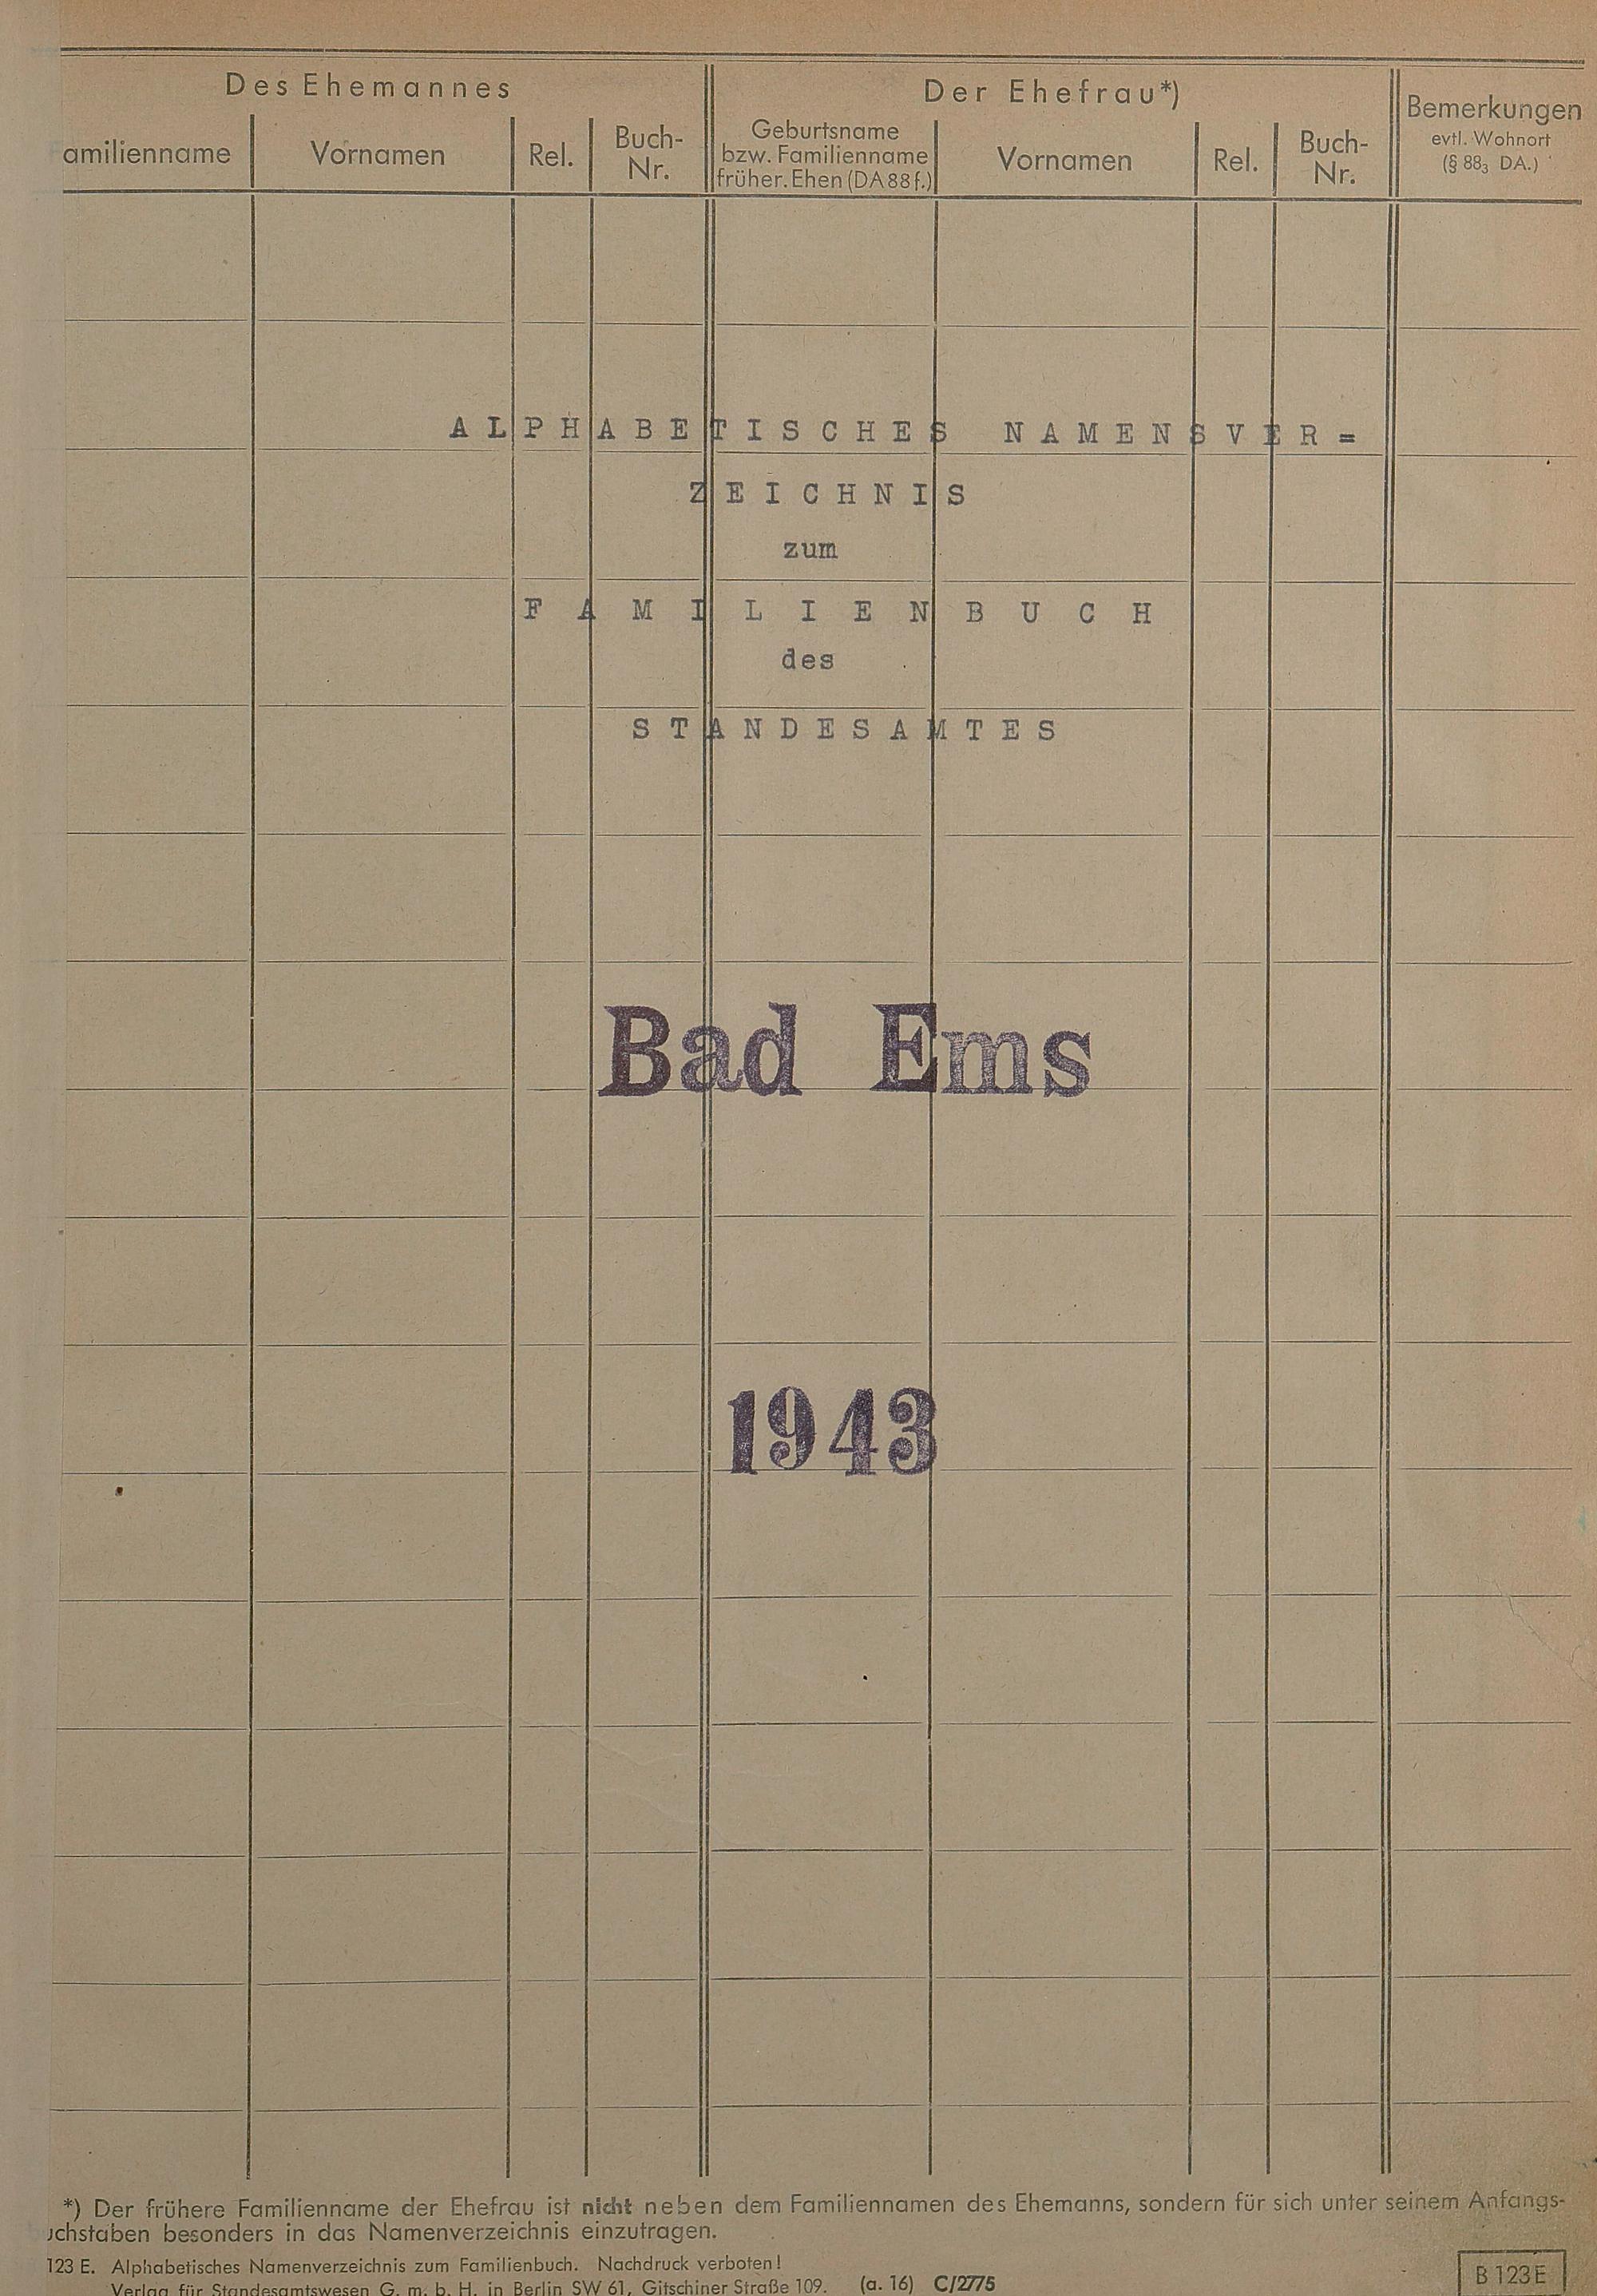 Des Ehemannes
Der Ehefrau*)
Bemerkungen
evtl. Wohnort
(§ 88₃ DA.)
amilienname
Vornamen
Rel.
Buch-
Nr.
Geburtsname
bzw. Familienname
früher. Ehen (DA 88 f.)
Vornamen
Rel.
Buch-
Nr.
ALPHABETISCHES NAMENSVER=
ZEICHNIS
zum
FAMILIENBUCH
des
STANDESAMTES
Bad Ems
1943
*) Der frühere Familienname der Ehefrau ist nicht neben dem Familiennamen des Ehemanns, sondern für sich unter seinem Anfangs-
uchstaben besonders in das Namenverzeichnis einzutragen.
123 E. Alphabetisches Namenverzeichnis zum Familienbuch. Nachdruck verboten!
Verlag für Standesamtswesen G. m. b. H. in Berlin SW 61, Gitschiner Straße 109. (a. 16) C/2775
B 123 E